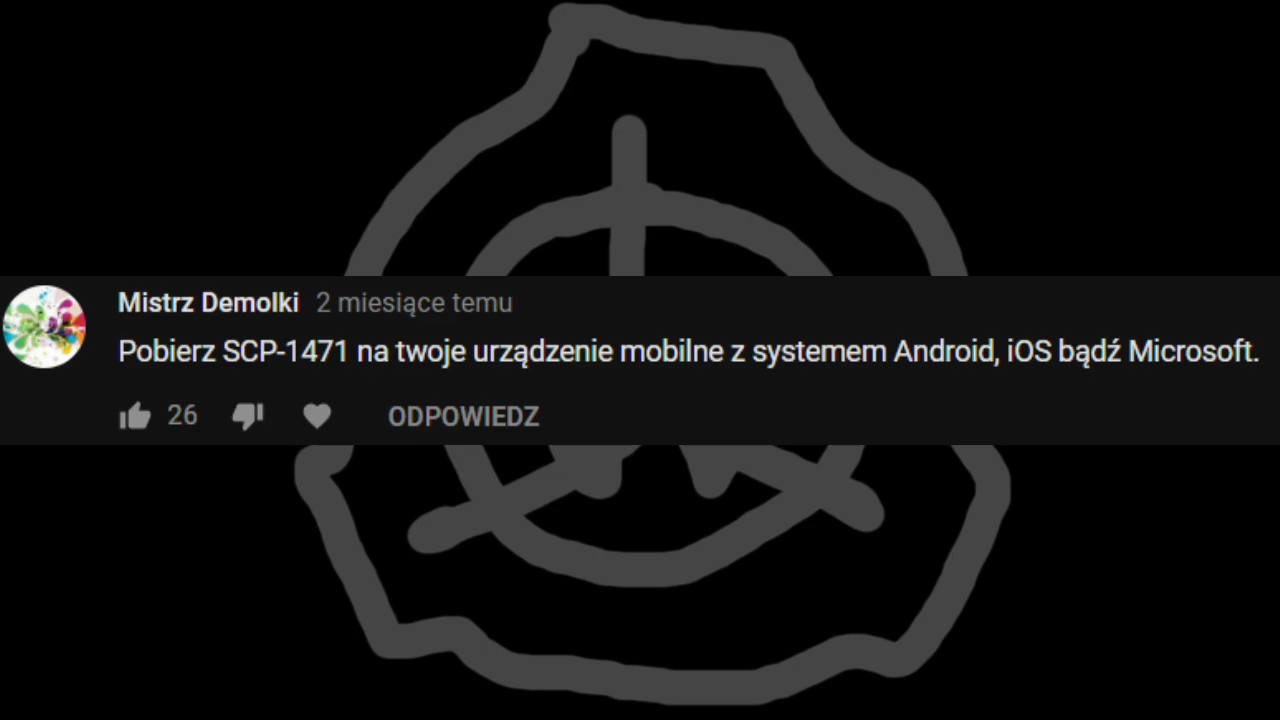 Mistrz Demolki 2 miesiące temu
Pobierz SCP-1471 na twoje urządzenie mobilne z systemem Android, iOS bądź Microsoft.
26 ODPOWIEDZ